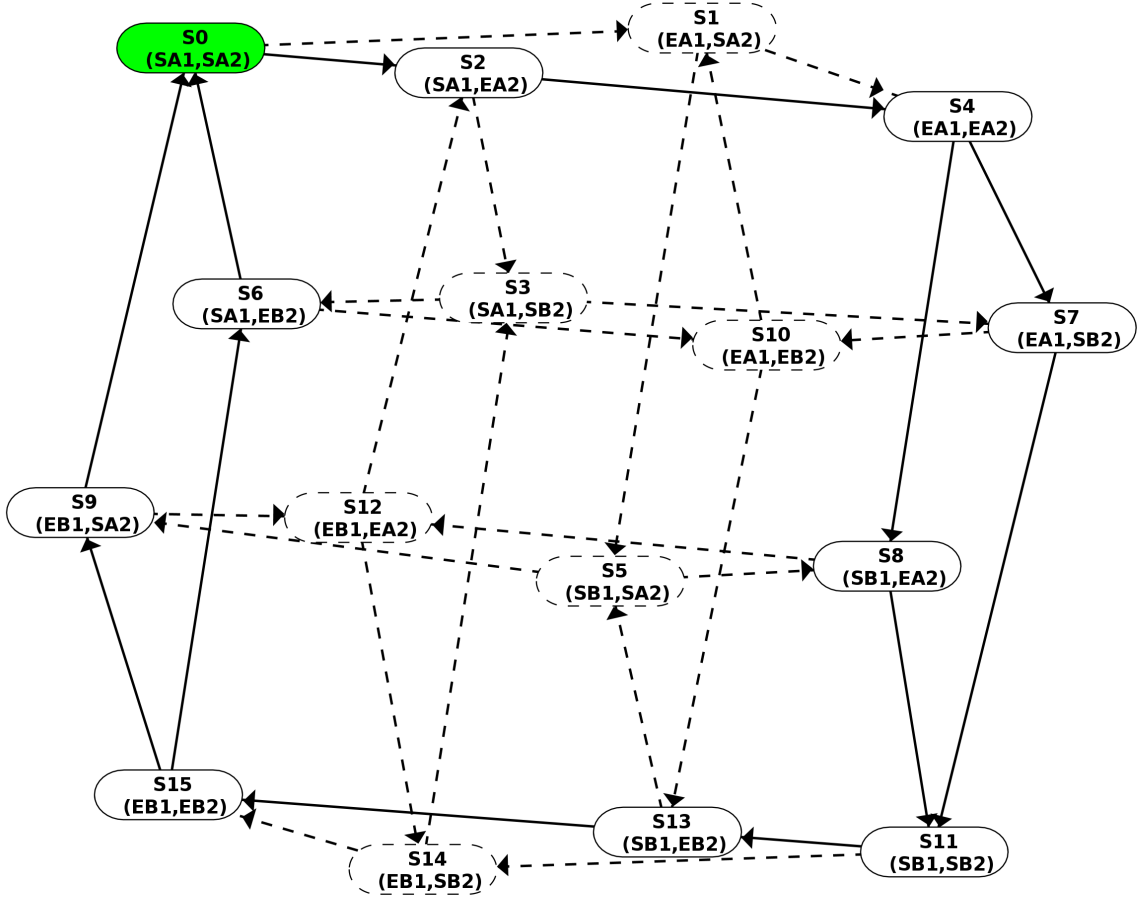 S1
(EA1,SA2)
S0
(SA1,SA2)
S2
(SA1,EA2)
S4
(EA1,EA2)
S6
(SA1,EB2)
S3
(SA1,SB2)
S7
(EA1,SB2)
S10
(EA1,EB2)
S9
(EB1,SA2)
S12
(EB1,EA2)
S8
(SB1,EA2)
S5
(SB1,SA2)
S15
(EB1,EB2)
S13
(SB1,EB2)
S11
(SB1,SB2)
S14
(EB1,SB2)